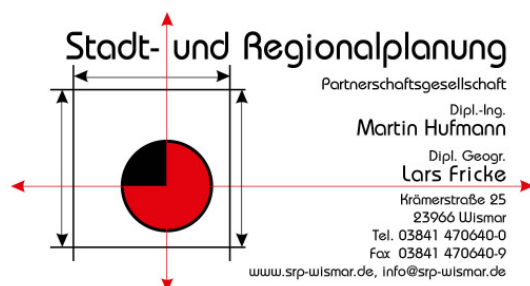 Stadt- und Regionalplanung
Partnerschaftsgesellschaft
Dipl.-Ing.
Martin Hufmann
Dipl. Geogr.
Lars Fricke
Krämerstraße 25
23966 Wismar
Tel. 03841 470640-0
Fax 03841 470640-9
www.srp-wismar.de, info@srp-wismar.de